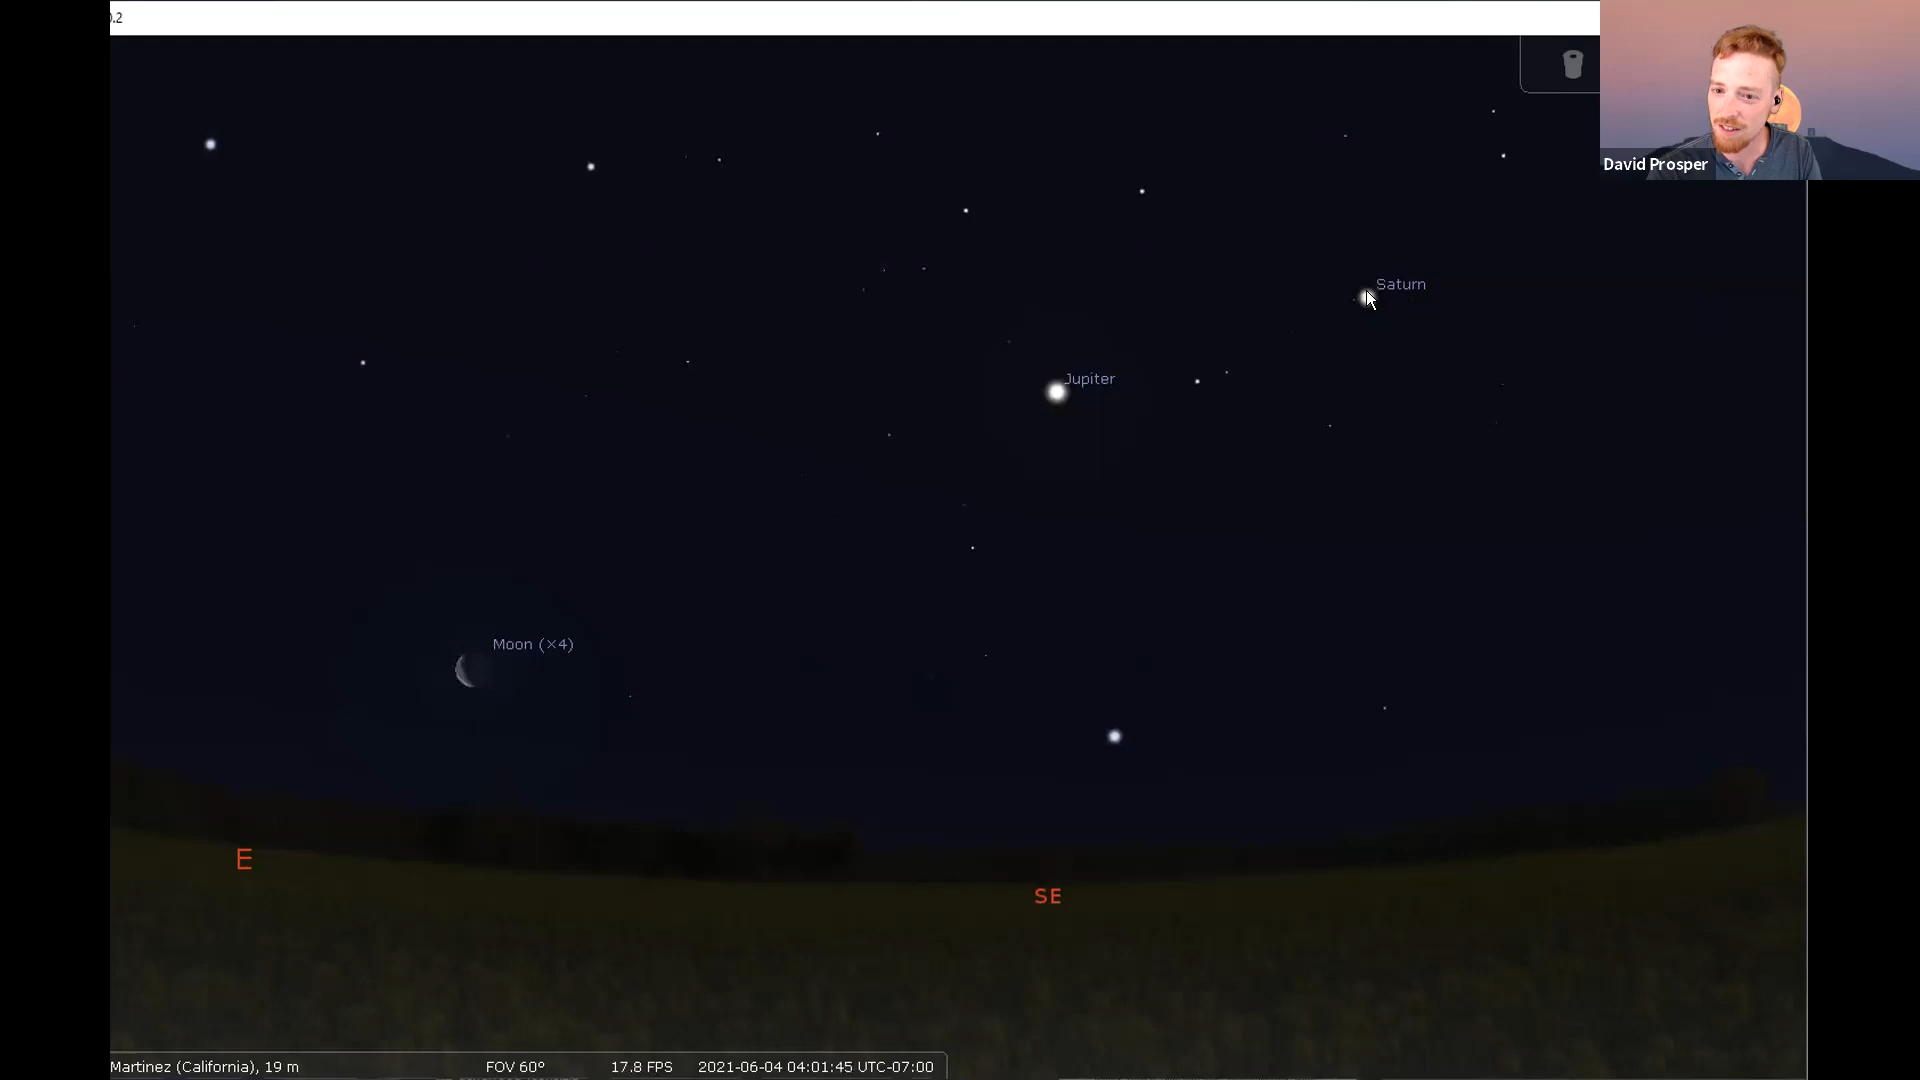 0.2
David Prosper
Saturn
Jupiter
Moon (×4)
E
SE
Martinez (California), 19 m FOV 60° 17.8 FPS 2021-06-04 04:01:45 UTC-07:00